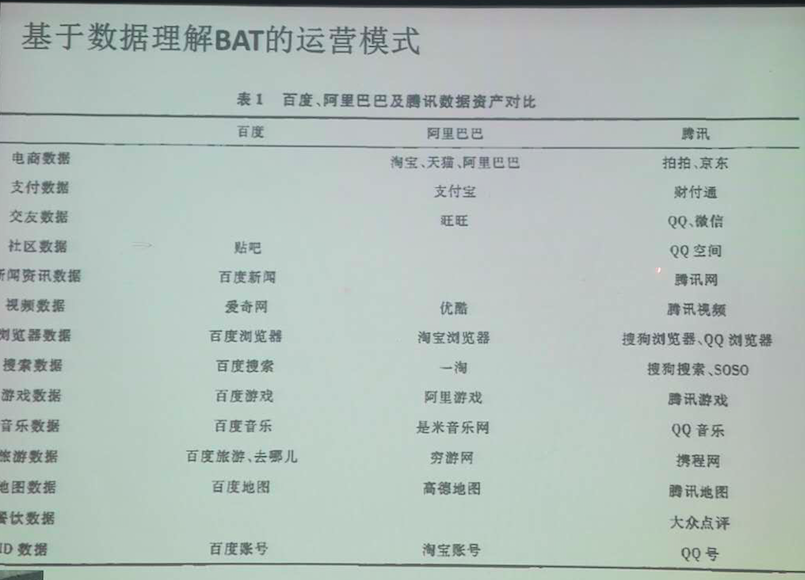 基于数据理解BAT的运营模式
表1 百度、阿里巴巴及腾讯数据资产对比
百度 阿里巴巴 腾讯
电商数据 淘宝、天猫、阿里巴巴 拍拍、京东
支付数据 支付宝 财付通
交友数据 旺旺 QQ、微信
社区数据 贴吧 QQ空间
新闻资讯数据 百度新闻 腾讯网
视频数据 爱奇网 优酷 腾讯视频
浏览器数据 百度浏览器 淘宝浏览器 搜狗浏览器、QQ浏览器
搜索数据 百度搜索 一淘 搜狗搜索、SOSO
游戏数据 百度游戏 阿里游戏 腾讯游戏
音乐数据 百度音乐 是米音乐网 QQ音乐
旅游数据 百度旅游、去哪儿 穷游网 携程网
地图数据 百度地图 高德地图 腾讯地图
餐饮数据 大众点评
ID数据 百度账号 淘宝账号 QQ号